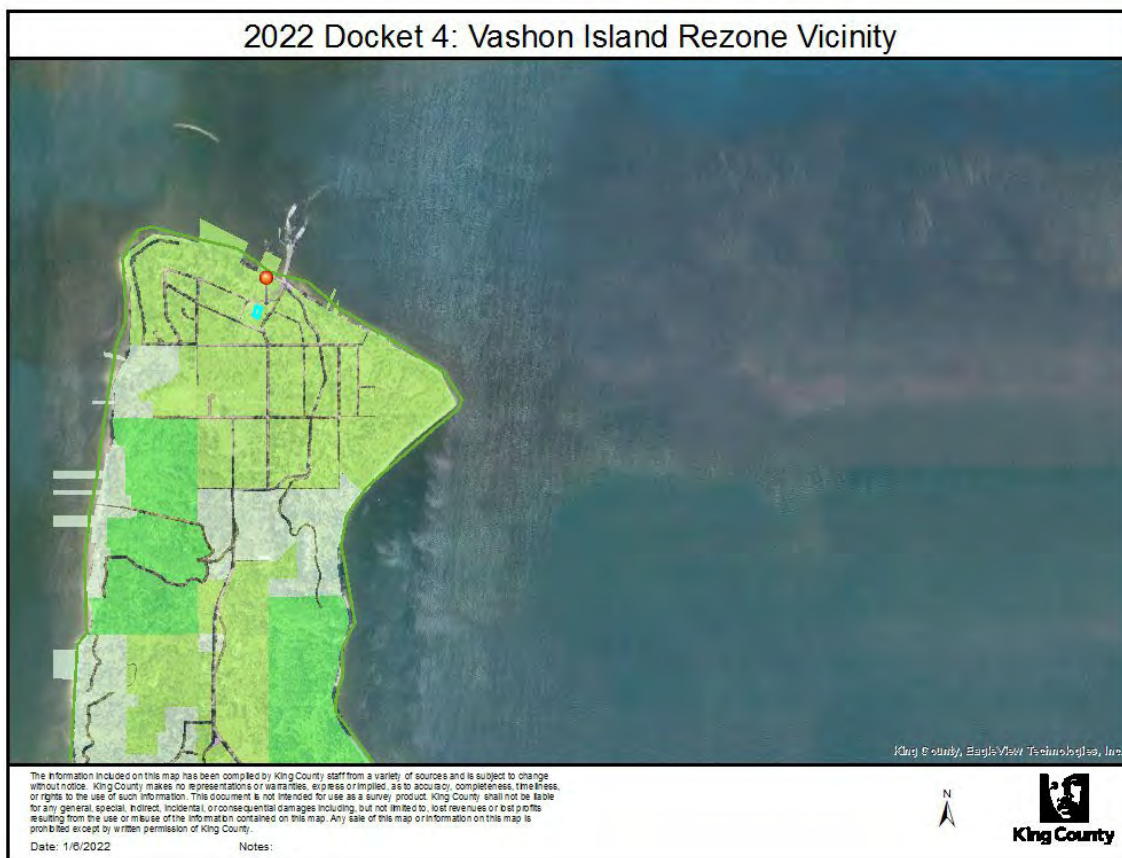 2022 Docket 4: Vashon Island Rezone Vicinity
King County, EagleView Technologies, Inc.
The information included on this map has been compiled by King County staff from a variety of sources and is subject to change
without notice. King County makes no representations or warranties, express or implied, as to accuracy, completeness, timeliness,
or rights to the use of such information. This document is not intended for use as a survey product. King County shall not be liable
for any general, special, indirect, incidental, or consequential damages including, but not limited to, lost revenues or lost profits
resulting from the use or misuse of the information contained on this map. Any sale of this map or information on this map is
prohibited except by written permission of King County.
Date: 1/6/2022 Notes:
N
King County